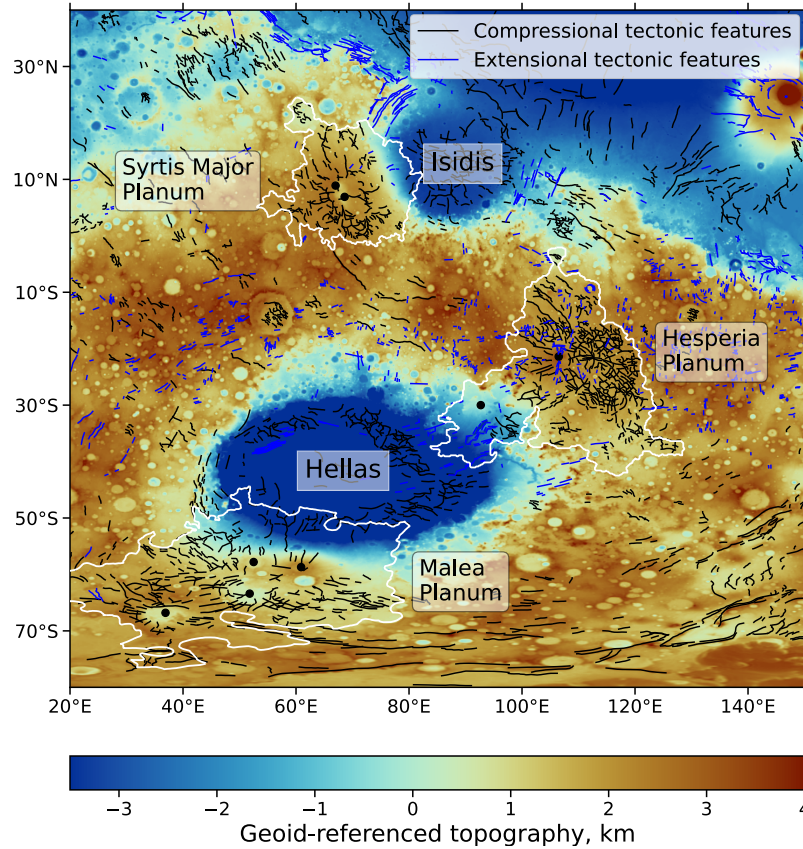 Compressional tectonic features
Extensional tectonic features
30°N
10°N
10°S
30°S
50°S
70°S
Syrtis Major
Planum
Isidis
Hesperia
Planum
Hellas
Malea
Planum
20°E
40°E
60°E
80°E
100°E
120°E
140°E
−3
−2
−1
0
1
2
3
4
Geoid-referenced topography, km